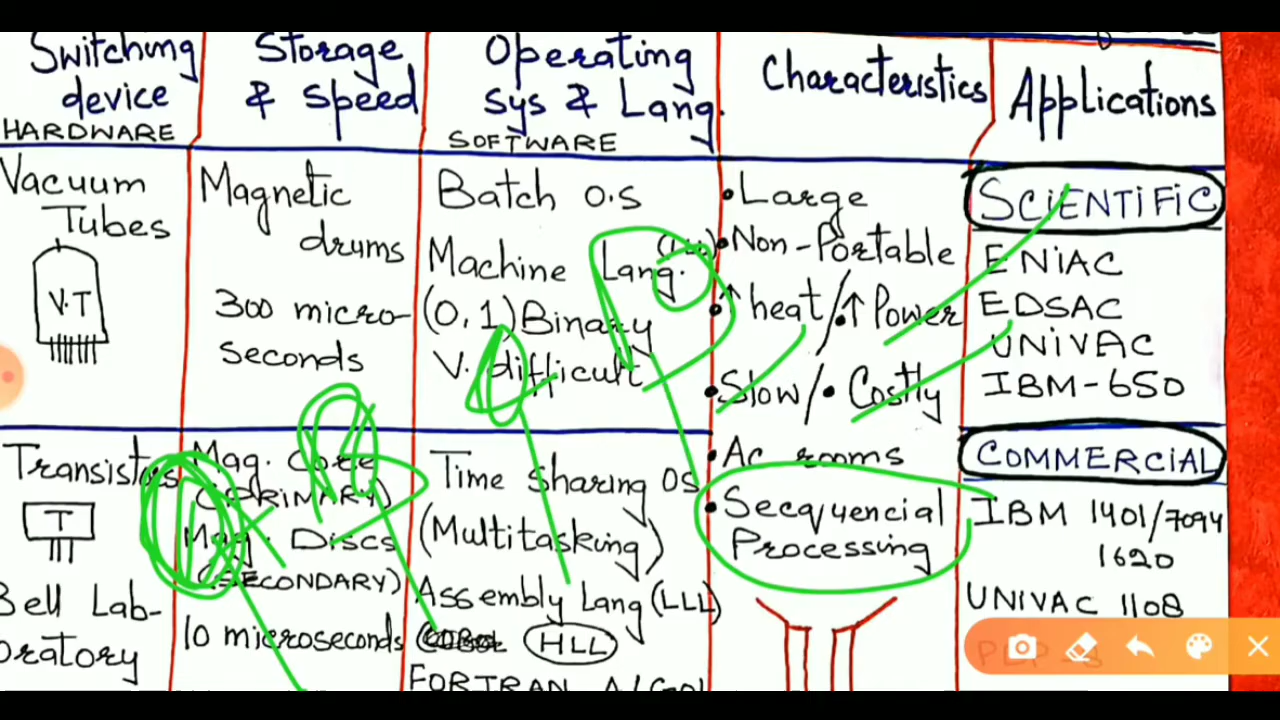 Switching
device
HARDWARE
Storage
& Speed
Operating
sys & Lang.
SOFTWARE
Characteristics
Applications
Vacuum
Tubes
V.T
Magnetic
drums
300 micro-
seconds
Batch O.S
Machine Lang.
(0,1) Binary
V. difficult
•Large
•Non-Portable
•↑ heat/•↑ Power
•Slow/• Costly
•Ac rooms
•Secquencial
Processing
SCiENTiFiC
ENiAC
EDSAC
UNiVAC
IBM-650
Transistors
T
Bell Lab-
oratory
Mag. Core
(PRiMARY)
Mag. Discs
(SECONDARY)
10 microseconds
Time sharing OS
(Multitasking)
Assembly Lang (LLL)
HLL
FORTRAN
COMMERCiAL
IBM 1401/7094
1620
UNiVAC 1108